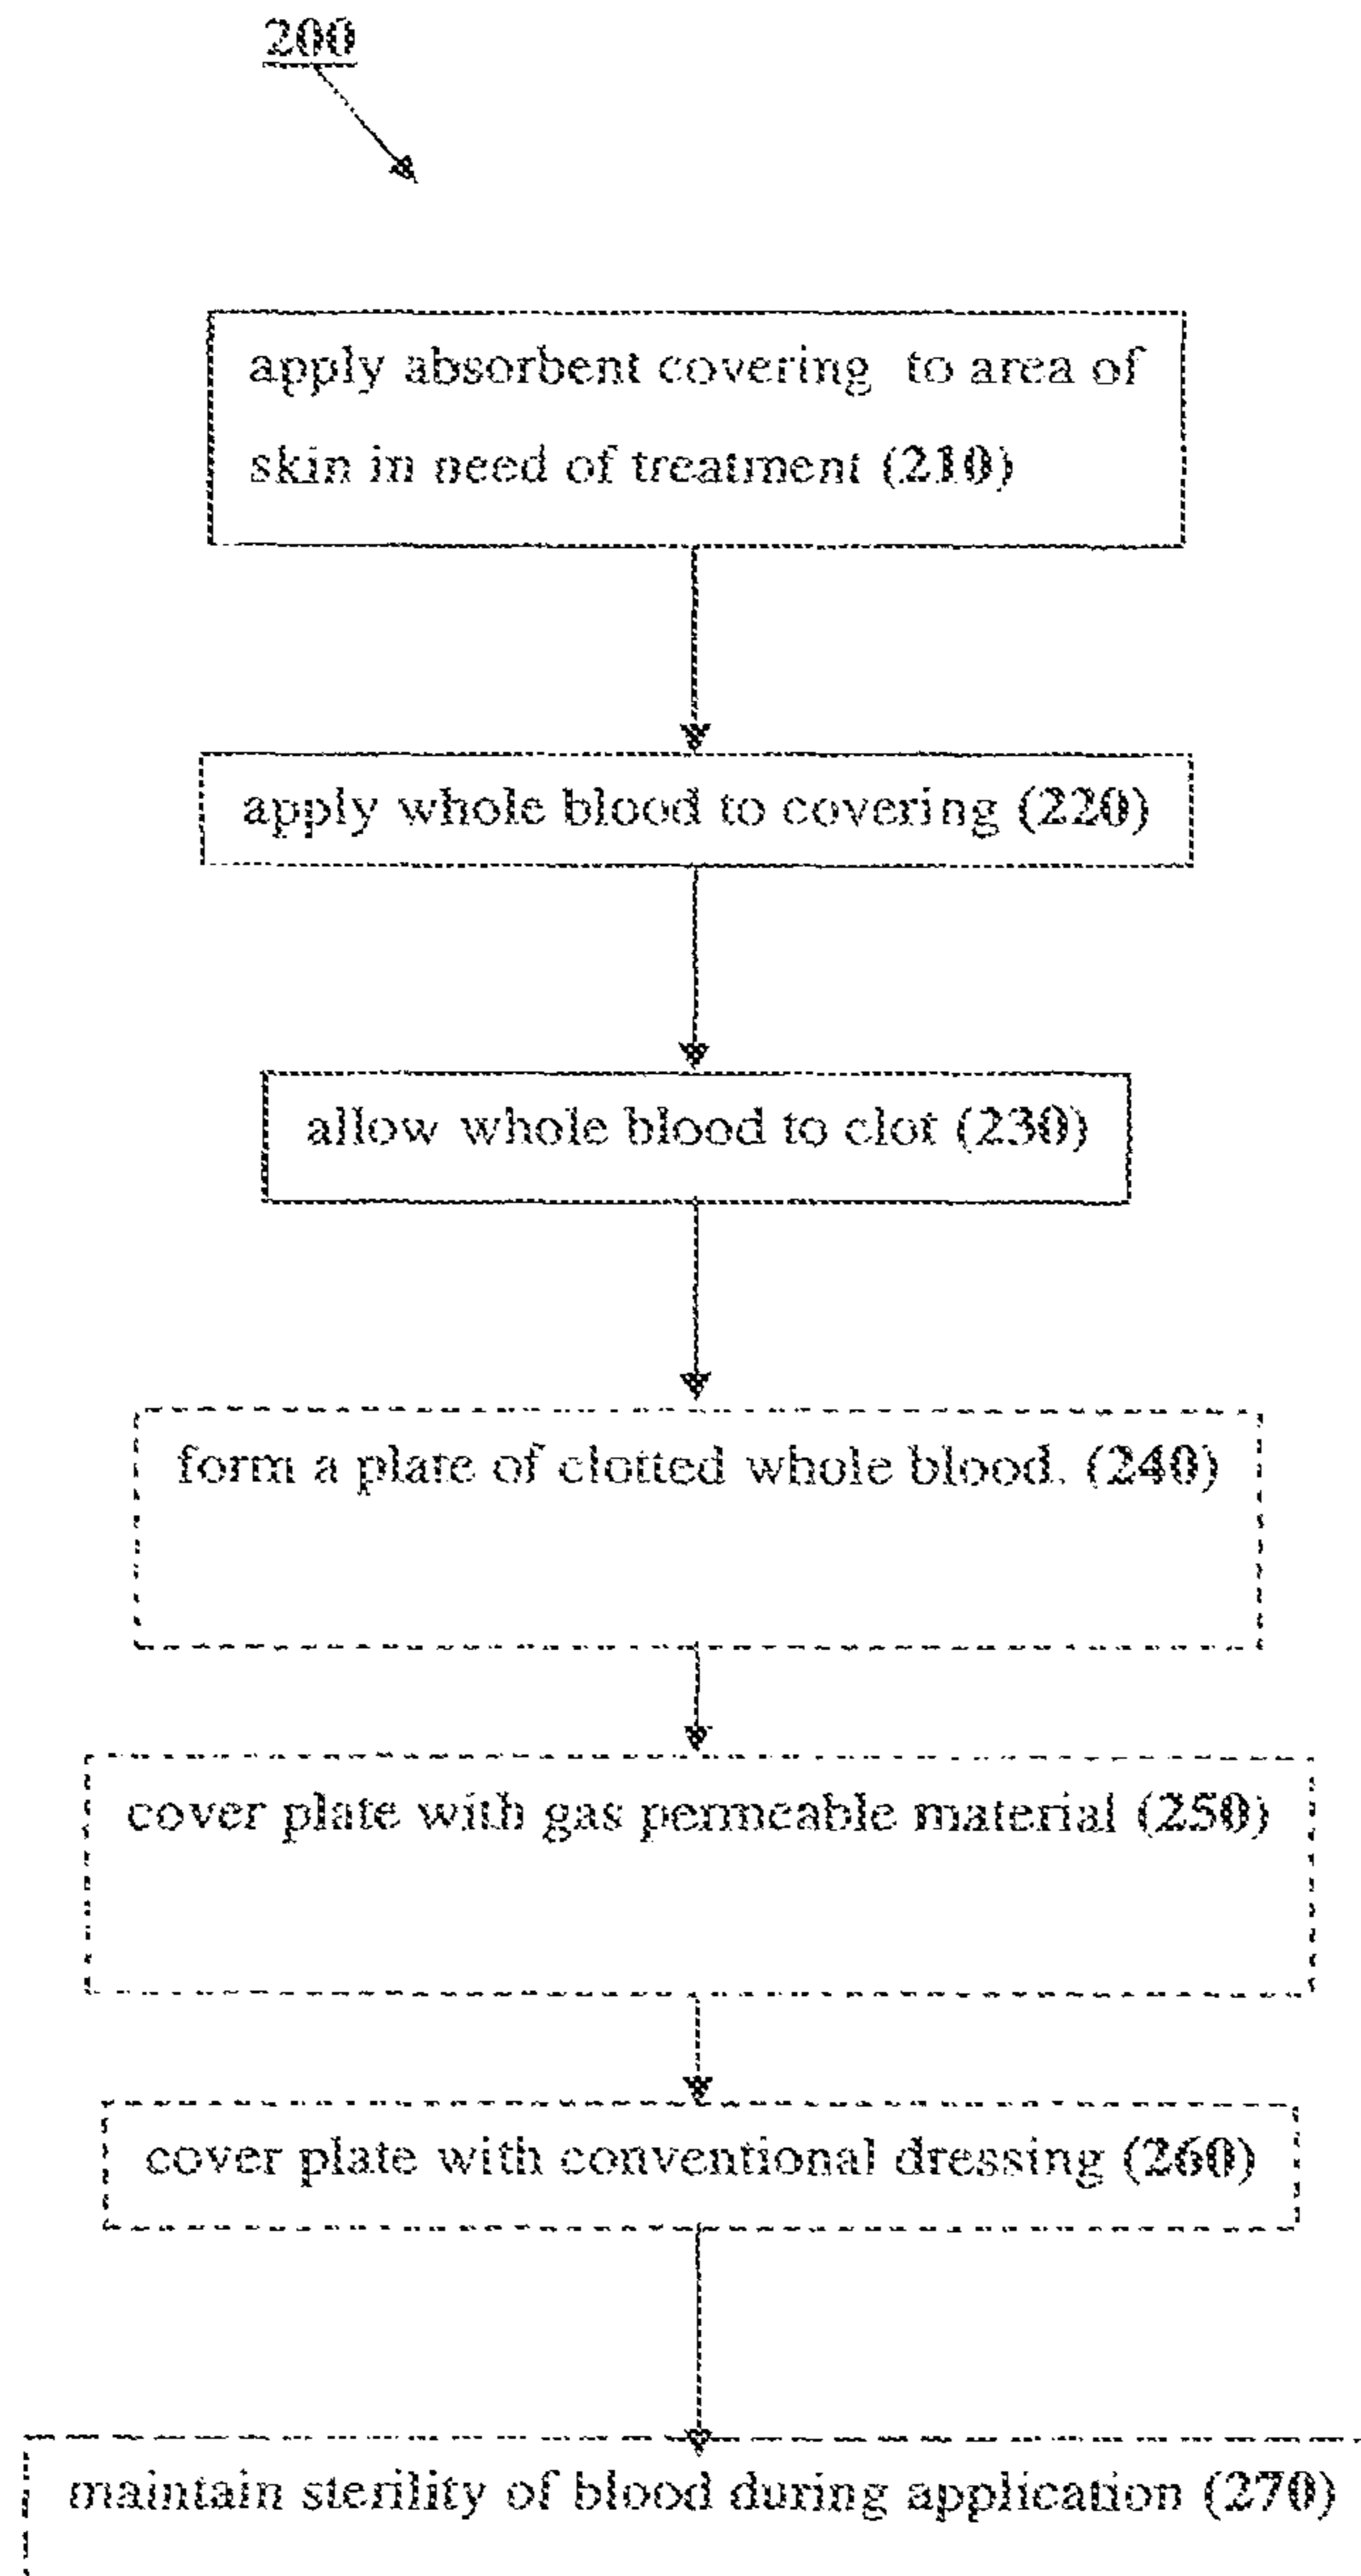 200
apply absorbent covering to area of
skin in need of treatment (210)
apply whole blood to covering (220)
allow whole blood to clot (230)
form a plate of clotted whole blood. (240)
cover plate with gas permeable material (250)
cover plate with conventional dressing (260)
maintain sterility of blood during application (270)